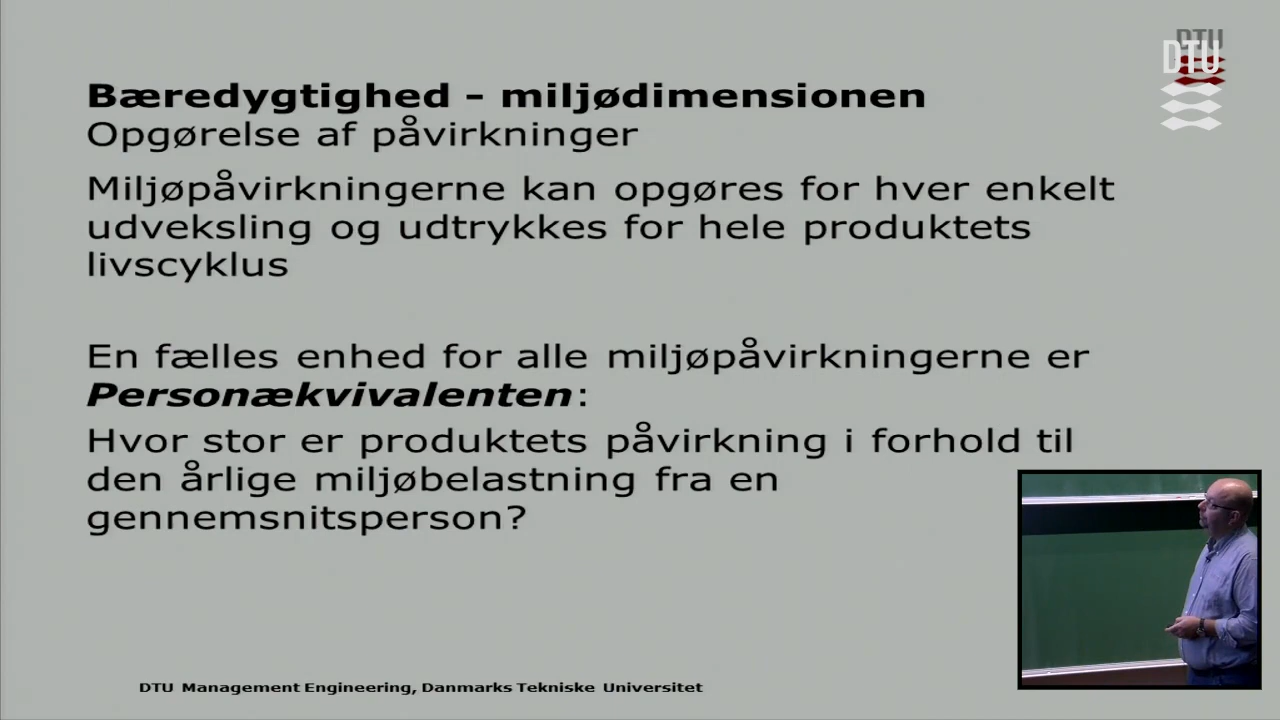 DTU
DTU
Bæredygtighed – miljødimensionen
Opgørelse af påvirkninger
Miljøpåvirkningerne kan opgøres for hver enkelt
udveksling og udtrykkes for hele produktets
livscyklus
En fælles enhed for alle miljøpåvirkningerne er
Personækvivalenten:
Hvor stor er produktets påvirkning i forhold til
den årlige miljøbelastning fra en
gennemsnitsperson?
DTU Management Engineering, Danmarks Tekniske Universitet